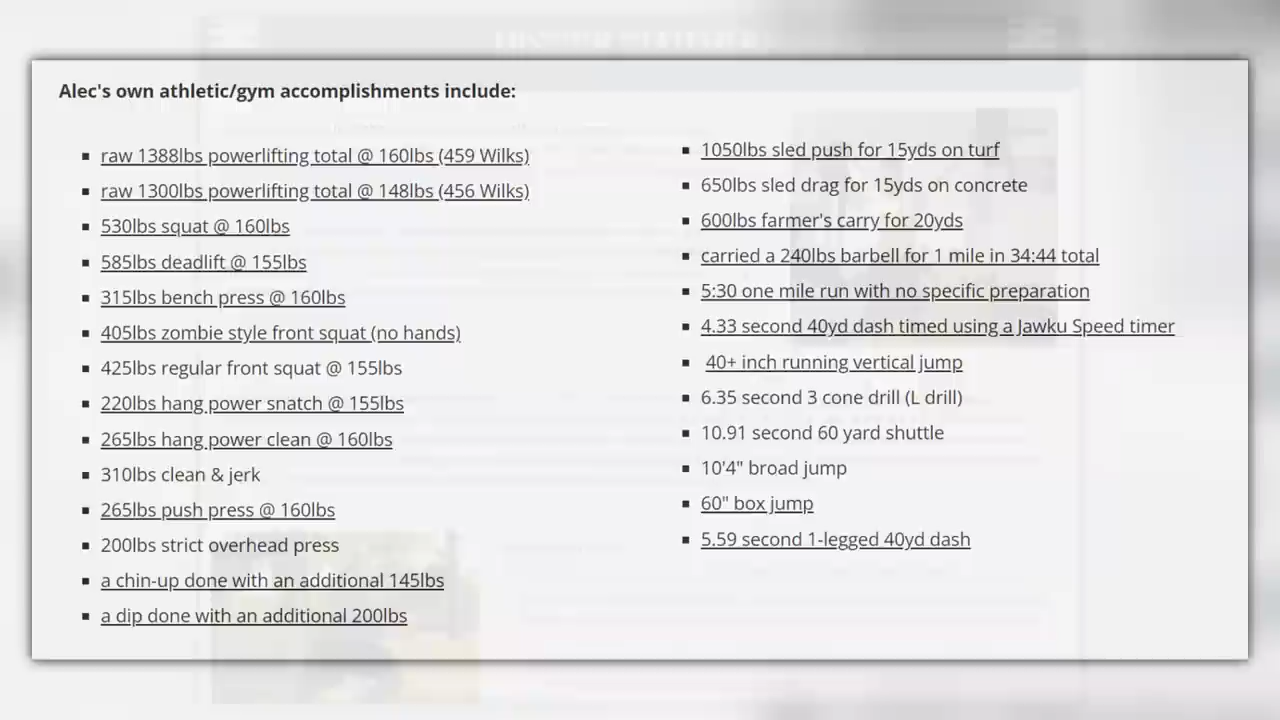 Alec's own athletic/gym accomplishments include:
raw 1388lbs powerlifting total @ 160lbs (459 Wilks)
raw 1300lbs powerlifting total @ 148lbs (456 Wilks)
530lbs squat @ 160lbs
585lbs deadlift @ 155lbs
315lbs bench press @ 160lbs
405lbs zombie style front squat (no hands)
425lbs regular front squat @ 155lbs
220lbs hang power snatch @ 155lbs
265lbs hang power clean @ 160lbs
310lbs clean & jerk
265lbs push press @ 160lbs
200lbs strict overhead press
a chin-up done with an additional 145lbs
a dip done with an additional 200lbs
1050lbs sled push for 15yds on turf
650lbs sled drag for 15yds on concrete
600lbs farmer's carry for 20yds
carried a 240lbs barbell for 1 mile in 34:44 total
5:30 one mile run with no specific preparation
4.33 second 40yd dash timed using a Jawku Speed timer
40+ inch running vertical jump
6.35 second 3 cone drill (L drill)
10.91 second 60 yard shuttle
10'4" broad jump
60" box jump
5.59 second 1-legged 40yd dash